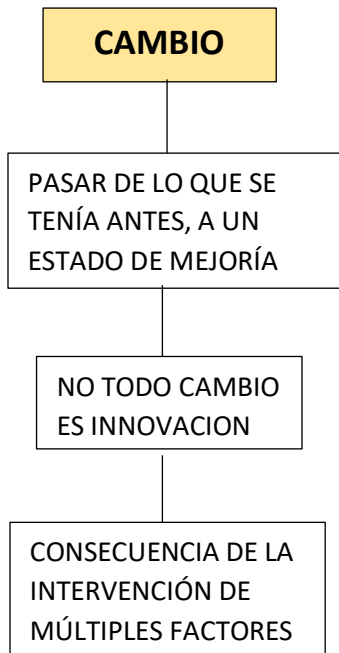 CAMBIO
PASAR DE LO QUE SE
TENÍA ANTES, A UN
ESTADO DE MEJORÍA
NO TODO CAMBIO
ES INNOVACION
CONSECUENCIA DE LA
INTERVENCIÓN DE
MÚLTIPLES FACTORES